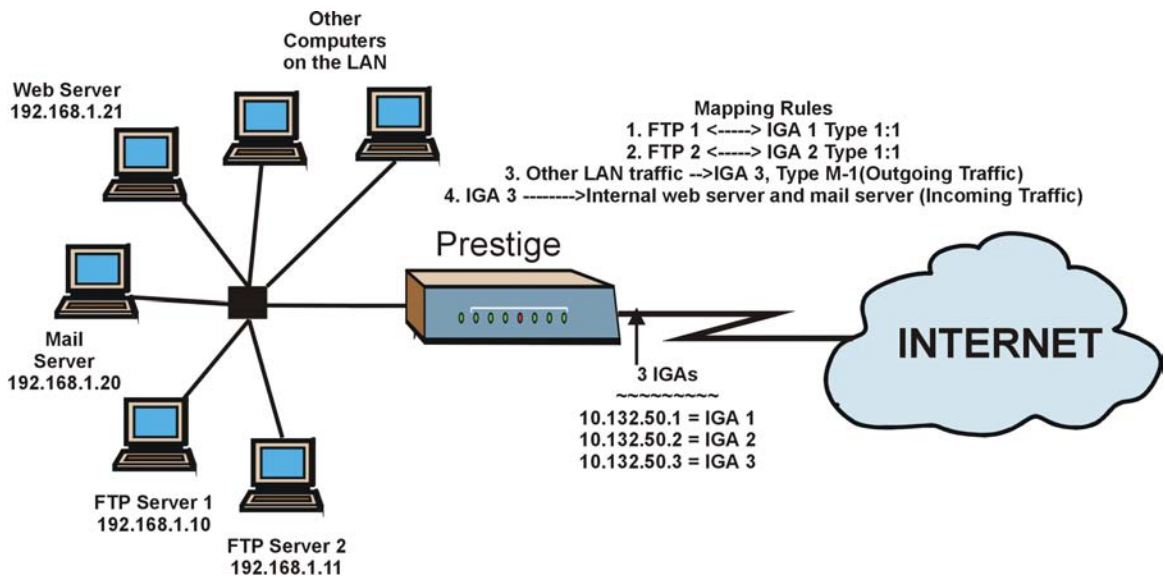 Other
Computers
on the LAN
Web Server
192.168.1.21
Mapping Rules
1. FTP 1 <-----> IGA 1 Type 1:1
2. FTP 2 <-----> IGA 2 Type 1:1
3. Other LAN traffic -->IGA 3, Type M-1(Outgoing Traffic)
4. IGA 3 -------->Internal web server and mail server (Incoming Traffic)
Prestige
INTERNET
Mail
Server
192.168.1.20
3 IGAs
~~~~~~~~~
10.132.50.1 = IGA 1
10.132.50.2 = IGA 2
10.132.50.3 = IGA 3
FTP Server 1
192.168.1.10
FTP Server 2
192.168.1.11